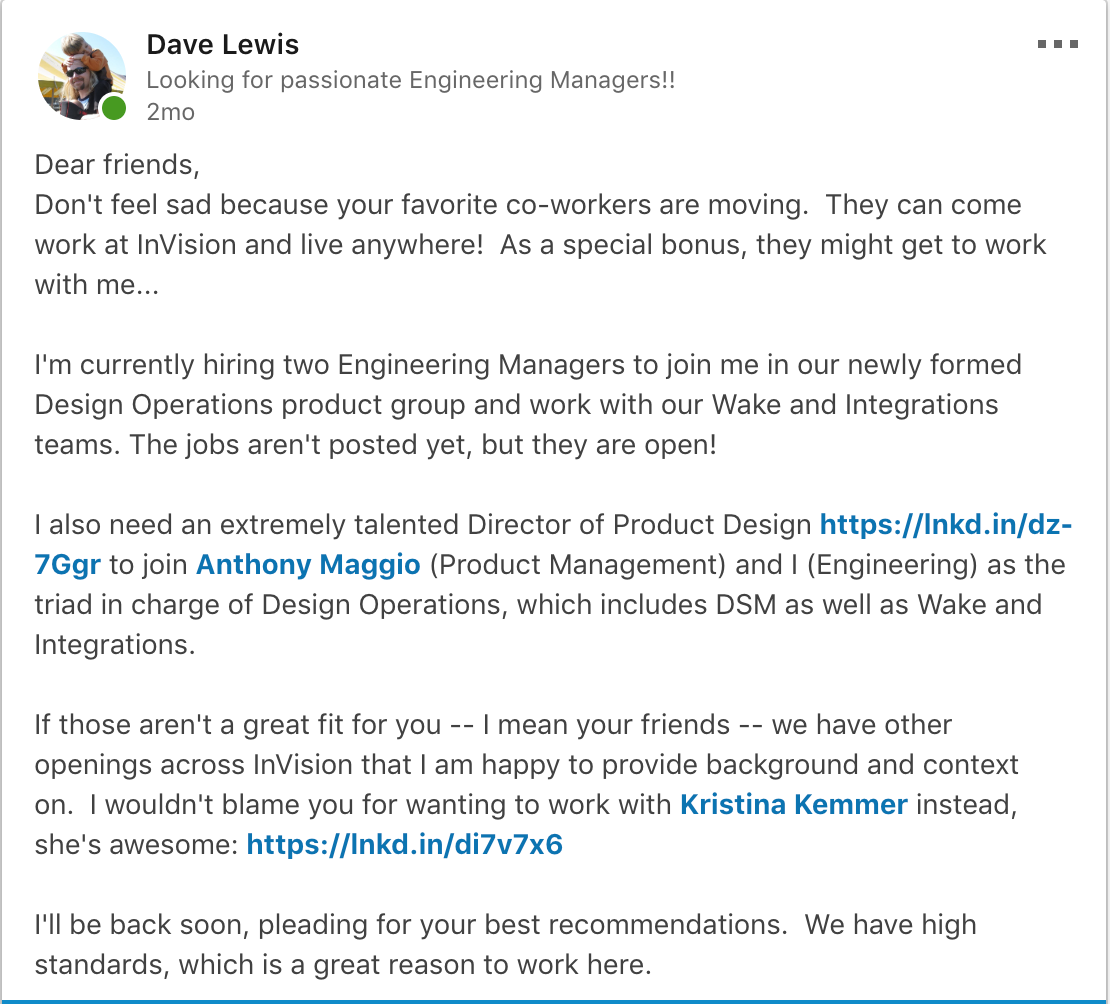 Dave Lewis
Looking for passionate Engineering Managers!!
2mo
Dear friends,
Don't feel sad because your favorite co-workers are moving.  They can come
work at InVision and live anywhere!  As a special bonus, they might get to work
with me...
I'm currently hiring two Engineering Managers to join me in our newly formed
Design Operations product group and work with our Wake and Integrations
teams. The jobs aren't posted yet, but they are open!
I also need an extremely talented Director of Product Design https://lnkd.in/dz-
7Ggr to join Anthony Maggio (Product Management) and I (Engineering) as the
triad in charge of Design Operations, which includes DSM as well as Wake and
Integrations.
If those aren't a great fit for you -- I mean your friends -- we have other
openings across InVision that I am happy to provide background and context
on.  I wouldn't blame you for wanting to work with Kristina Kemmer instead,
she's awesome: https://lnkd.in/di7v7x6
I'll be back soon, pleading for your best recommendations.  We have high
standards, which is a great reason to work here.